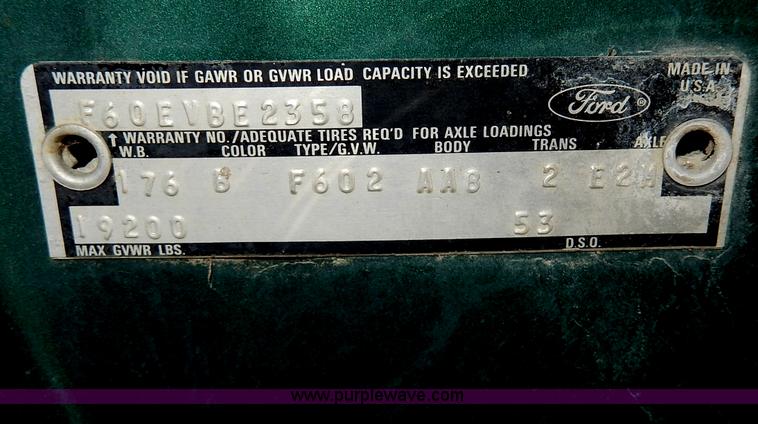 WARRANTY VOID IF GAWR OR GVWR LOAD CAPACITY IS EXCEEDED
MADE IN U.S.A.
F60EVBE2358
Ford ®
↑ WARRANTY NO./ADEQUATE TIRES REQ'D FOR AXLE LOADINGS
W.B. COLOR TYPE/G.V.W. BODY TRANS AXLE
176 B F602 AA8 2 E2H
19200 53
MAX GVWR LBS. D.S.O.
www.purplewave.com